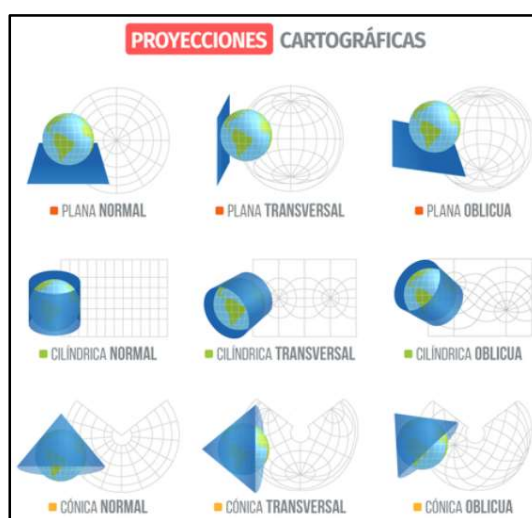 PROYECCIONES CARTOGRÁFICAS
PLANA NORMAL
PLANA TRANSVERSAL
PLANA OBLICUA
CILÍNDRICA NORMAL
CILÍNDRICA TRANSVERSAL
CILÍNDRICA OBLICUA
CÓNICA NORMAL
CÓNICA TRANSVERSAL
CÓNICA OBLICUA